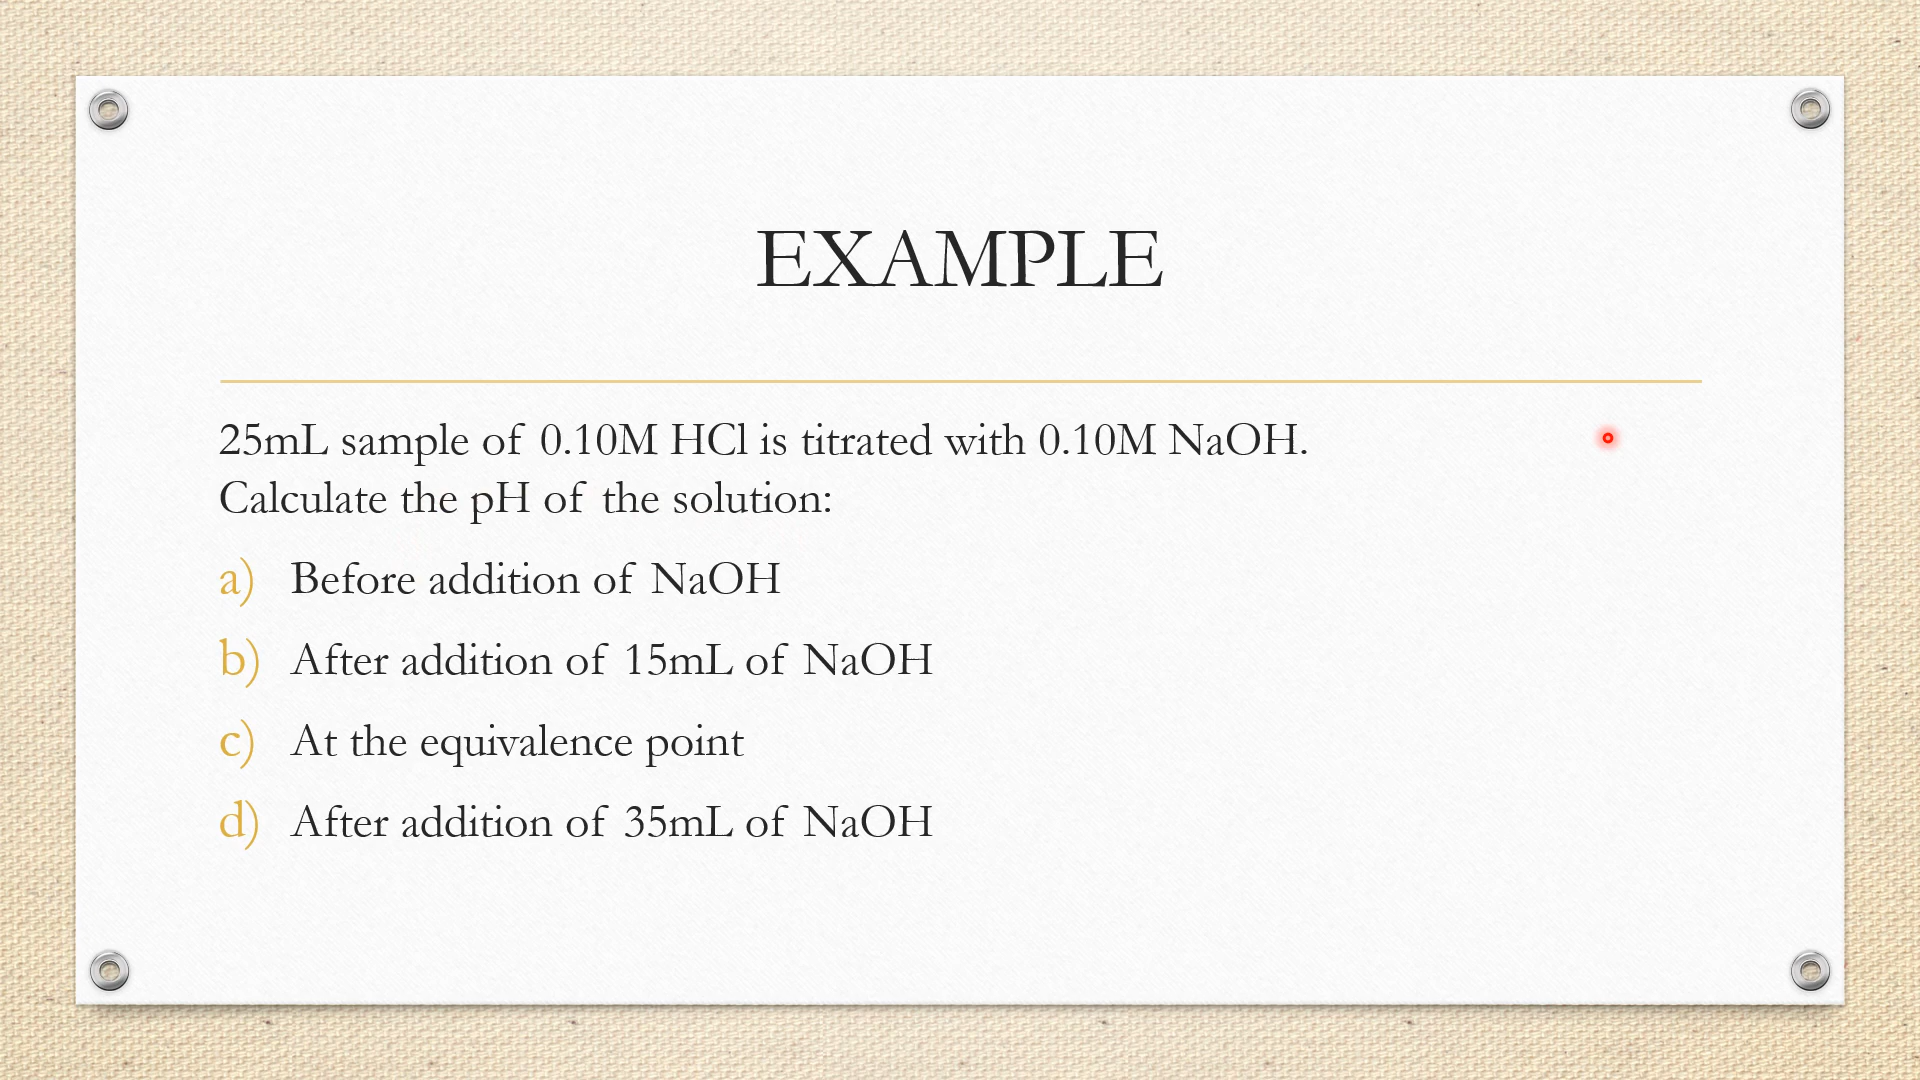 EXAMPLE
25mL sample of 0.10M HCl is titrated with 0.10M NaOH.
Calculate the pH of the solution:
a) Before addition of NaOH
b) After addition of 15mL of NaOH
c) At the equivalence point
d) After addition of 35mL of NaOH